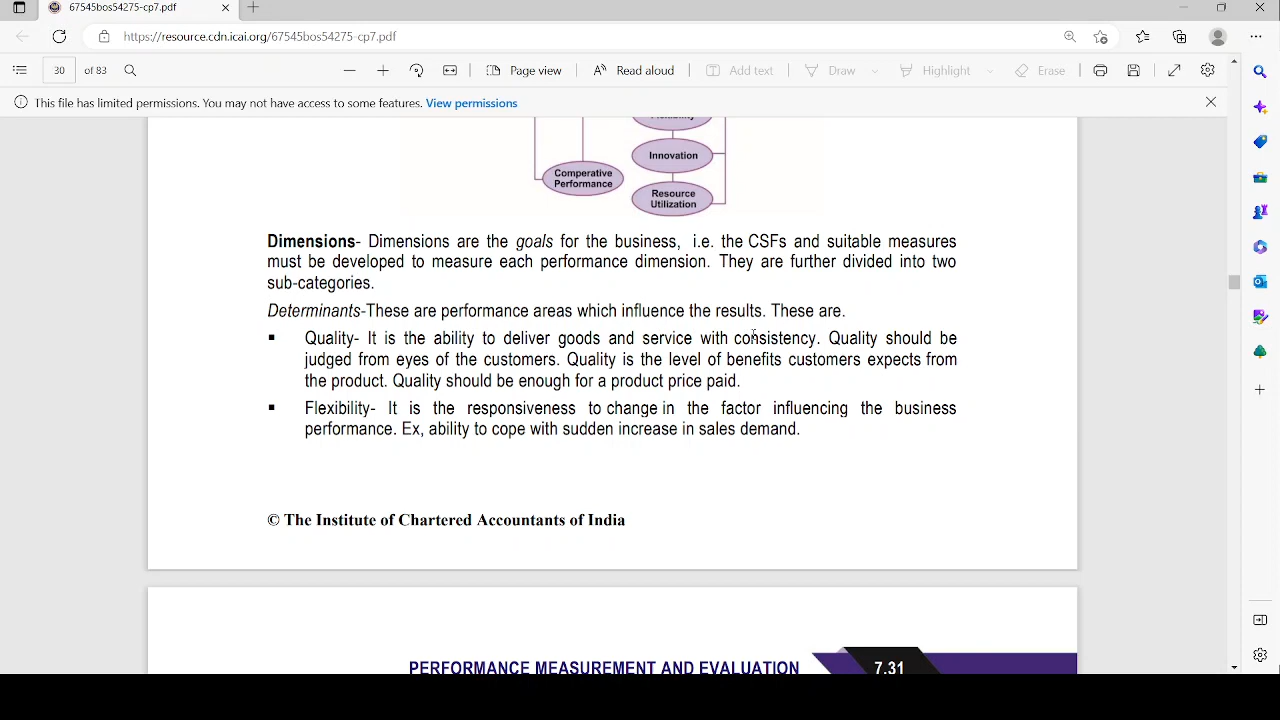 67545bos54275-cp7.pdf
https://resource.cdn.icai.org/67545bos54275-cp7.pdf
30 of 83
Page view
Read aloud
Add text
Draw
Highlight
Erase
This file has limited permissions. You may not have access to some features. View permissions
Flexibility
Innovation
Comperative
Performance
Resource
Utilization
Dimensions- Dimensions are the goals for the business, i.e. the CSFs and suitable measures
must be developed to measure each performance dimension. They are further divided into two
sub-categories.
Determinants-These are performance areas which influence the results. These are.
▪ Quality- It is the ability to deliver goods and service with consistency. Quality should be
judged from eyes of the customers. Quality is the level of benefits customers expects from
the product. Quality should be enough for a product price paid.
▪ Flexibility- It is the responsiveness to change in the factor influencing the business
performance. Ex, ability to cope with sudden increase in sales demand.
© The Institute of Chartered Accountants of India
PERFORMANCE MEASUREMENT AND EVALUATION 7.31